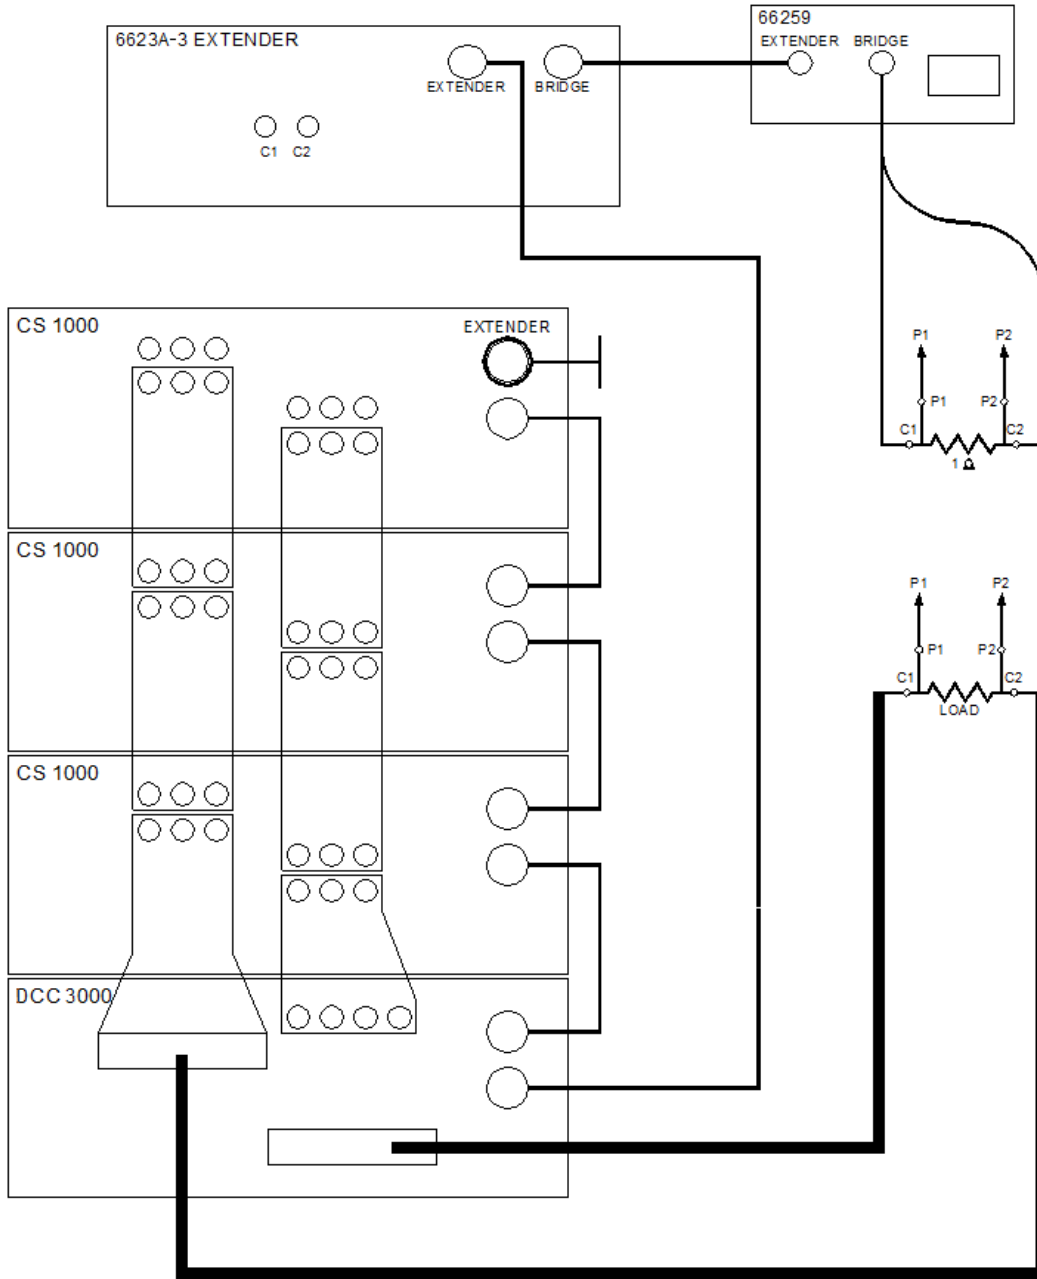 6623A-3 EXTENDER
EXTENDER
BRIDGE
C1
C2
66259
EXTENDER
BRIDGE
CS 1000
EXTENDER
P1
P2
P1
P2
C1
C2
1 Ω
CS 1000
P1
P2
P1
P2
C1
C2
LOAD
CS 1000
DCC 3000